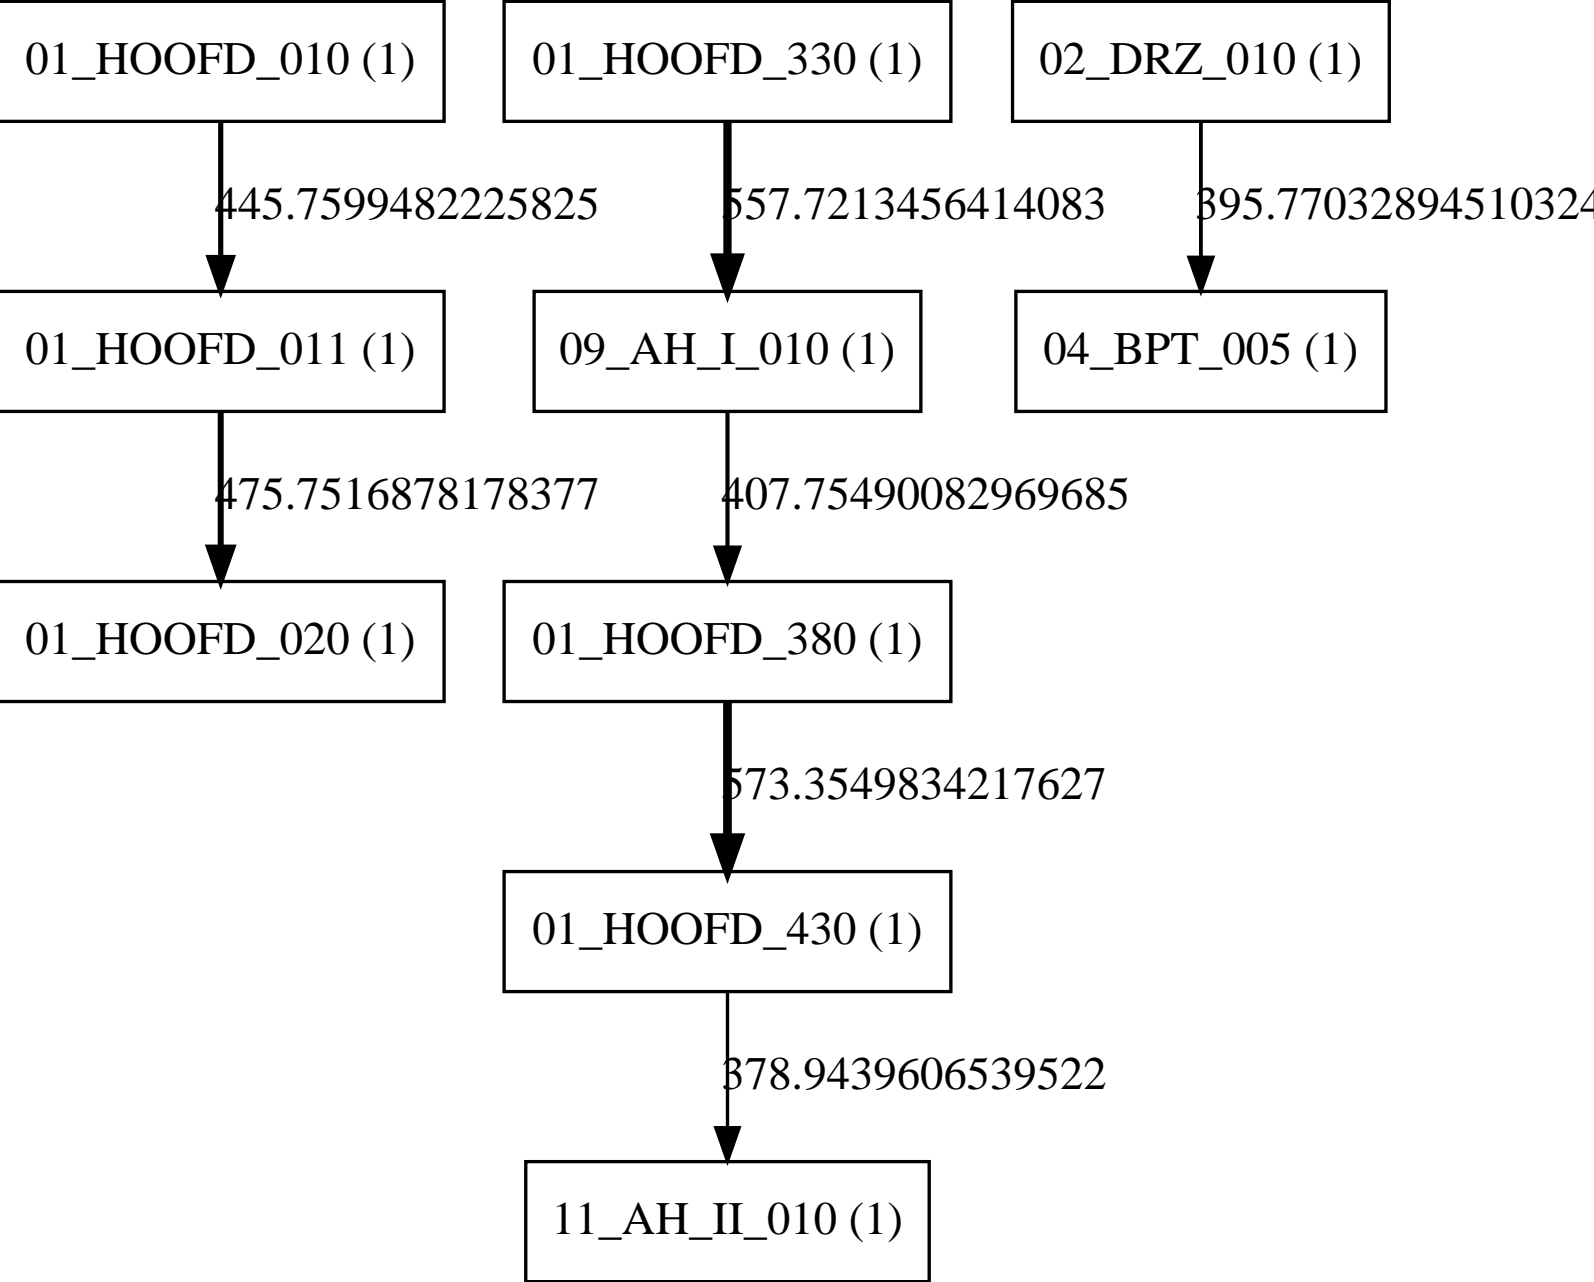 01_HOOFD_010 (1)
01_HOOFD_330 (1)
02_DRZ_010 (1)
445.7599482225825
557.7213456414083
395.77032894510324
01_HOOFD_011 (1)
09_AH_I_010 (1)
04_BPT_005 (1)
475.7516878178377
407.75490082969685
01_HOOFD_020 (1)
01_HOOFD_380 (1)
573.3549834217627
01_HOOFD_430 (1)
378.9439606539522
11_AH_II_010 (1)